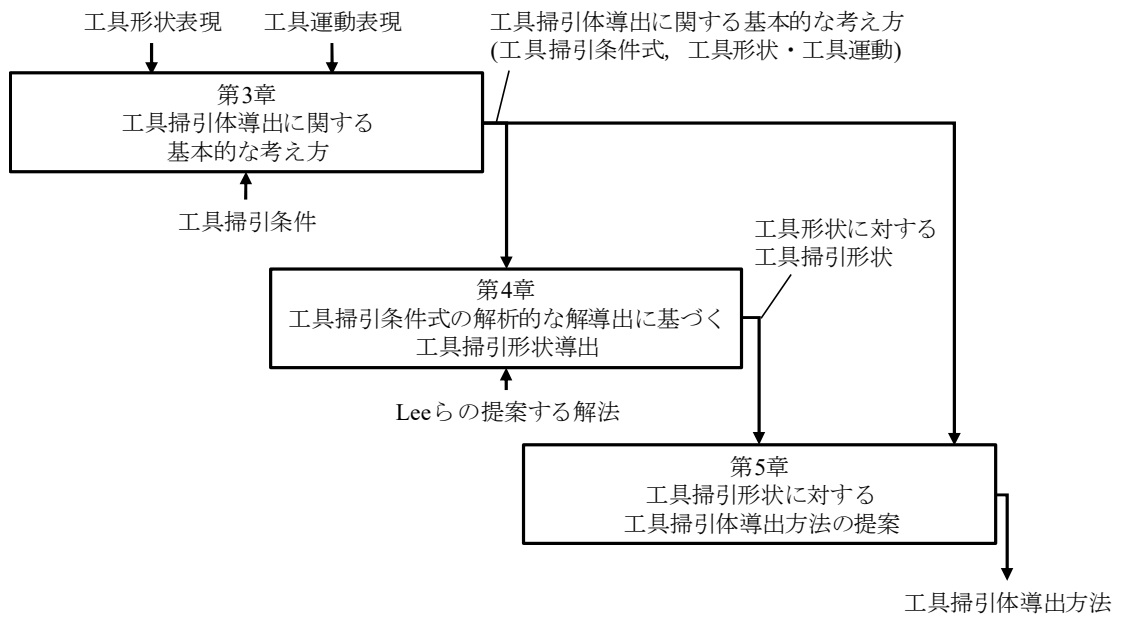 工具形状表現
工具運動表現
工具掃引体導出に関する基本的な考え方
(工具掃引条件式, 工具形状・工具運動)
第3章
工具掃引体導出に関する
基本的な考え方
工具掃引条件
工具形状に対する
工具掃引形状
第4章
工具掃引条件式の解析的な解導出に基づく
工具掃引形状導出
Leeらの提案する解法
第5章
工具掃引形状に対する
工具掃引体導出方法の提案
工具掃引体導出方法